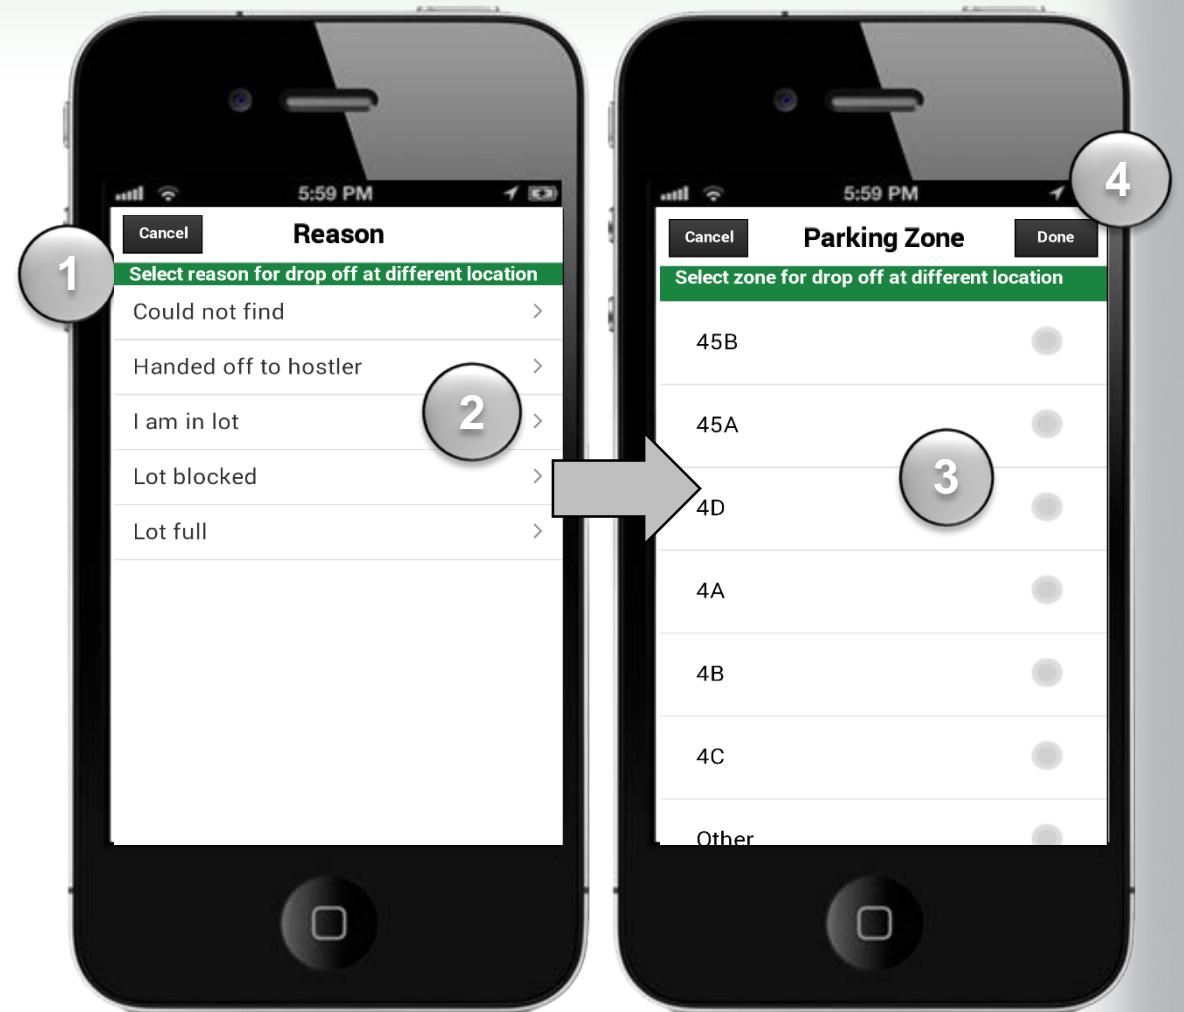 5:59 PM
Cancel
Reason
Select reason for drop off at different location
Could not find
Handed off to hostler
I am in lot
Lot blocked
Lot full
1
2
5:59 PM
Cancel
Parking Zone
Done
Select zone for drop off at different location
45B
45A
4D
4A
4B
4C
Other
3
4